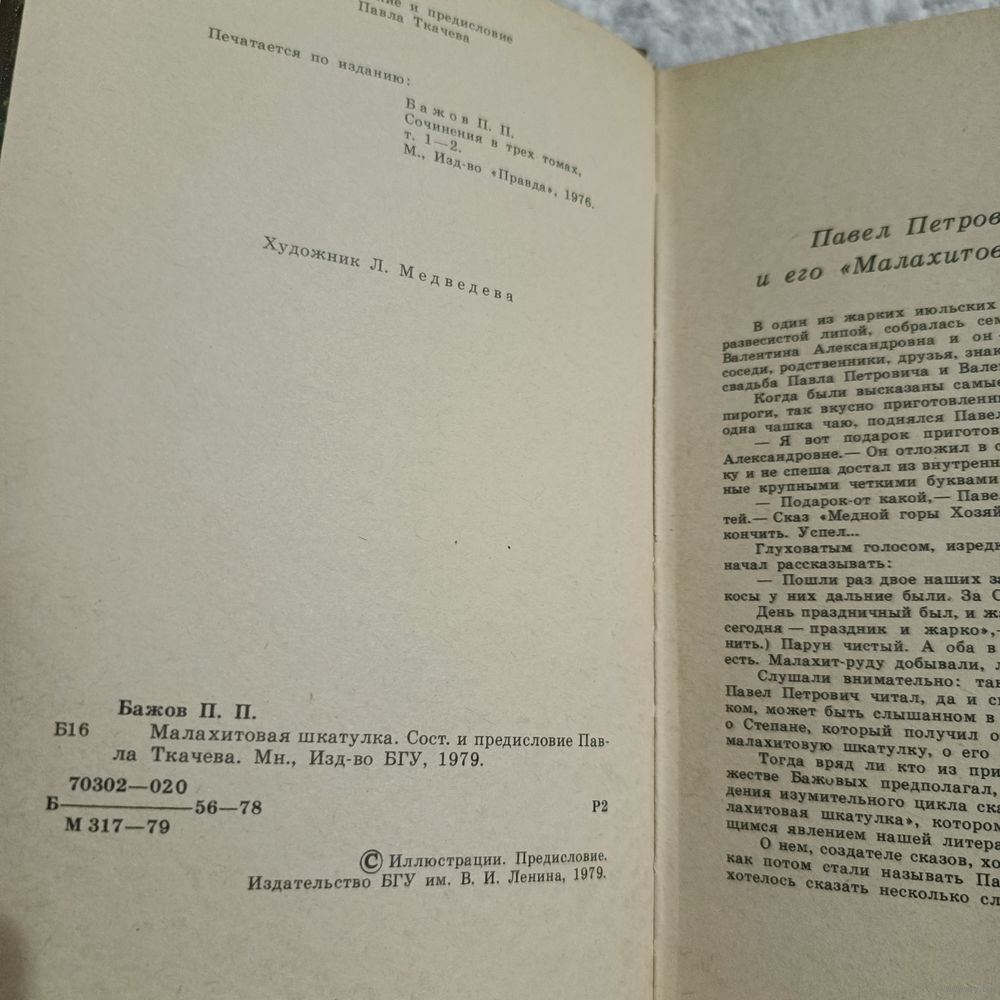 и предисловие
Павла Ткачева
Печатается по изданию:
Бажов П. П.
Сочинения в трех томах,
т. 1—2.
М., Изд-во «Правда», 1976.
Художник Л. Медведева
Бажов П. П.
Б16 Малахитовая шкатулка. Сост. и предисловие Пав-
ла Ткачева. Мн., Изд-во БГУ, 1979.
70302—020
Б————56—78 Р2
М 317—79
© Иллюстрации. Предисловие.
Издательство БГУ им. В. И. Ленина, 1979.
Павел Петров
и его «Малахитов
В один из жарких июльских
развесистой липой, собралась сем
Валентина Александровна и он
соседи, родственники, друзья, знак
свадьба Павла Петровича и Вале
Когда были высказаны самые
пироги, так вкусно приготовленн
одна чашка чаю, поднялся Павел
— Я вот подарок приготов
Александровне.— Он отложил в с
ку и не спеша достал из внутренн
ные крупными четкими буквами
— Подарок-от какой,— Павел
тей.— Сказ «Медной горы Хозяй
кончить. Успел...
Глуховатым голосом, изредк
начал рассказывать:
— Пошли раз двое наших за
косы у них дальние были. За С
День праздничный был, и жа
сегодня — праздник и жарко»,—
нить.) Парун чистый. А оба в
есть. Малахит-руду добывали, л
Слушали внимательно: так
Павел Петрович читал, да и с
ком, может быть слышанном в
о Степане, который получил о
малахитовую шкатулку, о его
Тогда вряд ли кто из при
жестве Бажовых предполагал,
дения изумительного цикла ска
лахитовая шкатулка», котором
щимся явлением нашей литера
О нем, создателе сказов, хо
как потом стали называть Па
хотелось сказать несколько сл